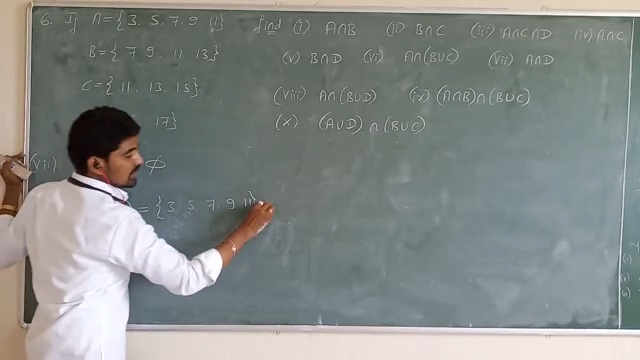 6. If A = {3. 5. 7. 9 11} find (i) A∩B (ii) B∩C (iii) A∩C∩D (iv) A∩C
B = { 7 9 . 11 13} (v) B∩D (vi) A∩(B∪C) (vii) A∩D
C = { 11. 13. 15} (viii) A∩(B∪D) (ix) (A∩B)∩(B∪C)
17} (x) (A∪D) ∩ (B∪C)
(vii) ϕ
= {3. 5. 7. 9 11}